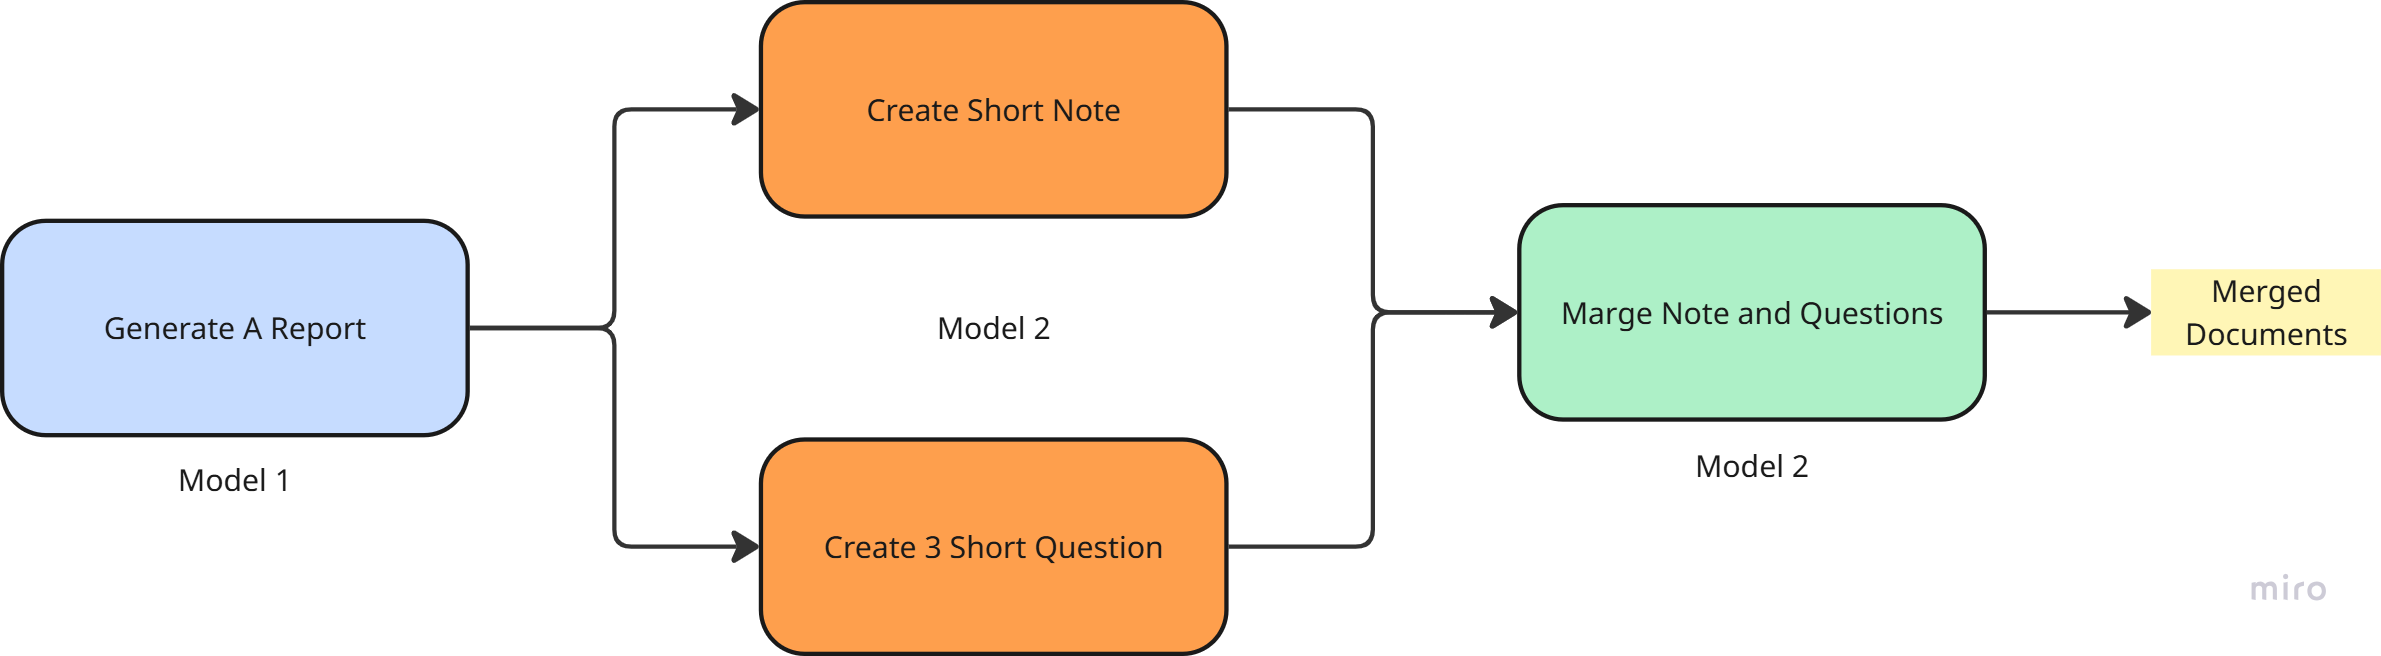 Create Short Note
Generate A Report
Model 1
Model 2
Create 3 Short Question
Marge Note and Questions
Model 2
Merged
Documents
miro